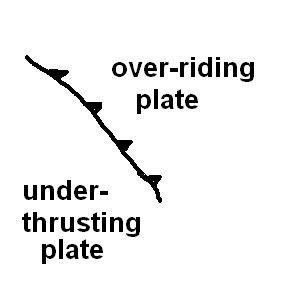 over-riding
plate
under-
thrusting
plate